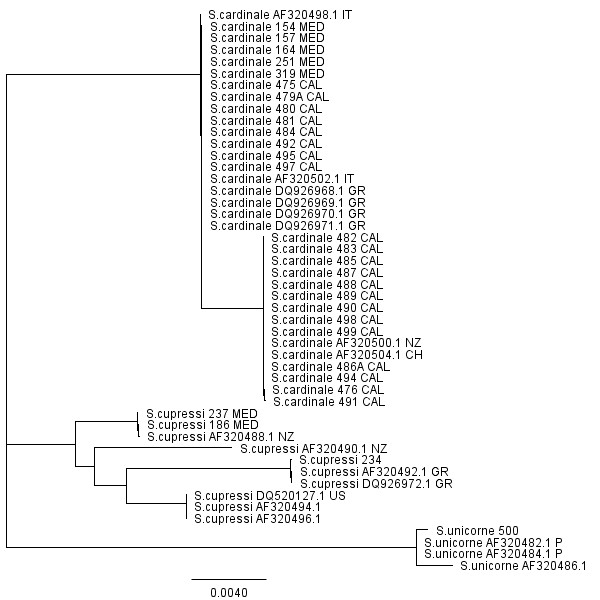 S.cardinale AF320498.1 IT
S.cardinale 154 MED
S.cardinale 157 MED
S.cardinale 164 MED
S.cardinale 251 MED
S.cardinale 319 MED
S.cardinale 475 CAL
S.cardinale 479A CAL
S.cardinale 480 CAL
S.cardinale 481 CAL
S.cardinale 484 CAL
S.cardinale 492 CAL
S.cardinale 495 CAL
S.cardinale 497 CAL
S.cardinale AF320502.1 IT
S.cardinale DQ926968.1 GR
S.cardinale DQ926969.1 GR
S.cardinale DQ926970.1 GR
S.cardinale DQ926971.1 GR
S.cardinale 482 CAL
S.cardinale 483 CAL
S.cardinale 485 CAL
S.cardinale 487 CAL
S.cardinale 488 CAL
S.cardinale 489 CAL
S.cardinale 490 CAL
S.cardinale 498 CAL
S.cardinale 499 CAL
S.cardinale AF320500.1 NZ
S.cardinale AF320504.1 CH
S.cardinale 486A CAL
S.cardinale 494 CAL
S.cardinale 476 CAL
S.cardinale 491 CAL
S.cupressi 237 MED
S.cupressi 186 MED
S.cupressi AF320488.1 NZ
S.cupressi AF320490.1 NZ
S.cupressi 234
S.cupressi AF320492.1 GR
S.cupressi DQ926972.1 GR
S.cupressi DQ520127.1 US
S.cupressi AF320494.1
S.cupressi AF320496.1
S.unicorne 500
S.unicorne AF320482.1 P
S.unicorne AF320484.1 P
S.unicorne AF320486.1
0.0040